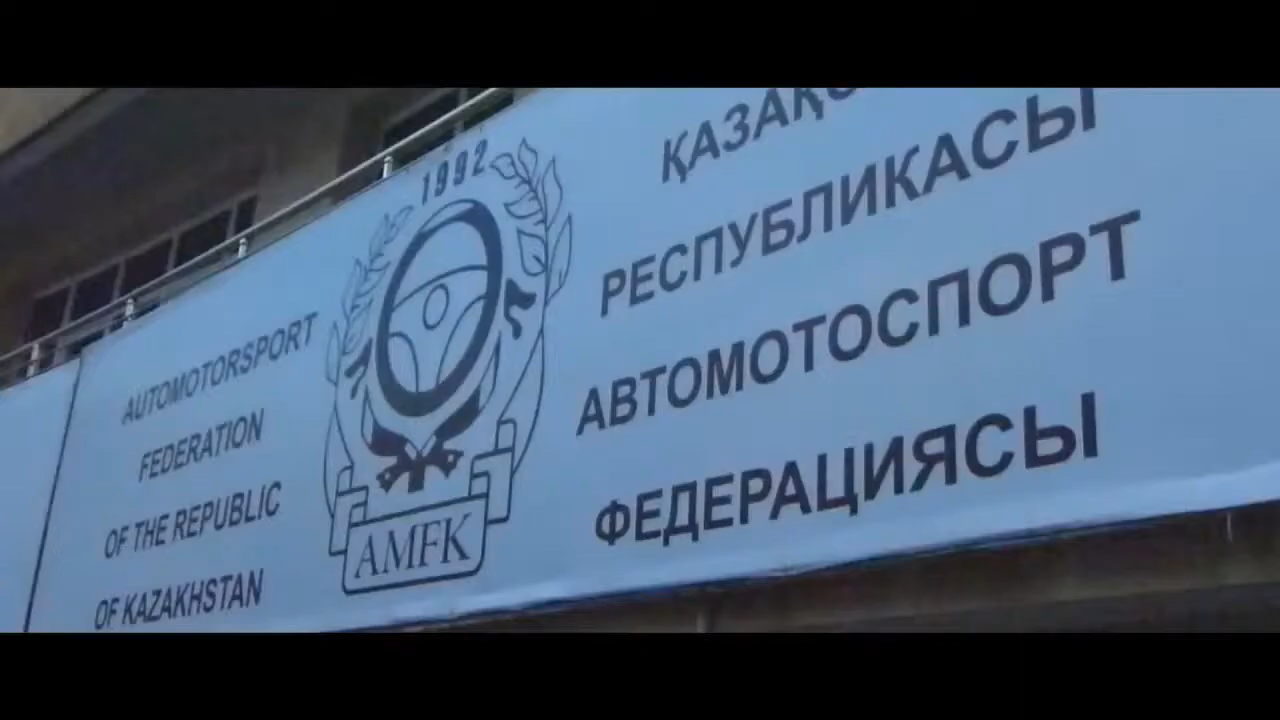 AUTOMOTORSPORT
FEDERATION
OF THE REPUBLIC
OF KAZAKHSTAN
1992
AMFK
РЕСПУБЛИКАСЫ
АВТОМОТОСПОРТ
ФЕДЕРАЦИЯСЫ